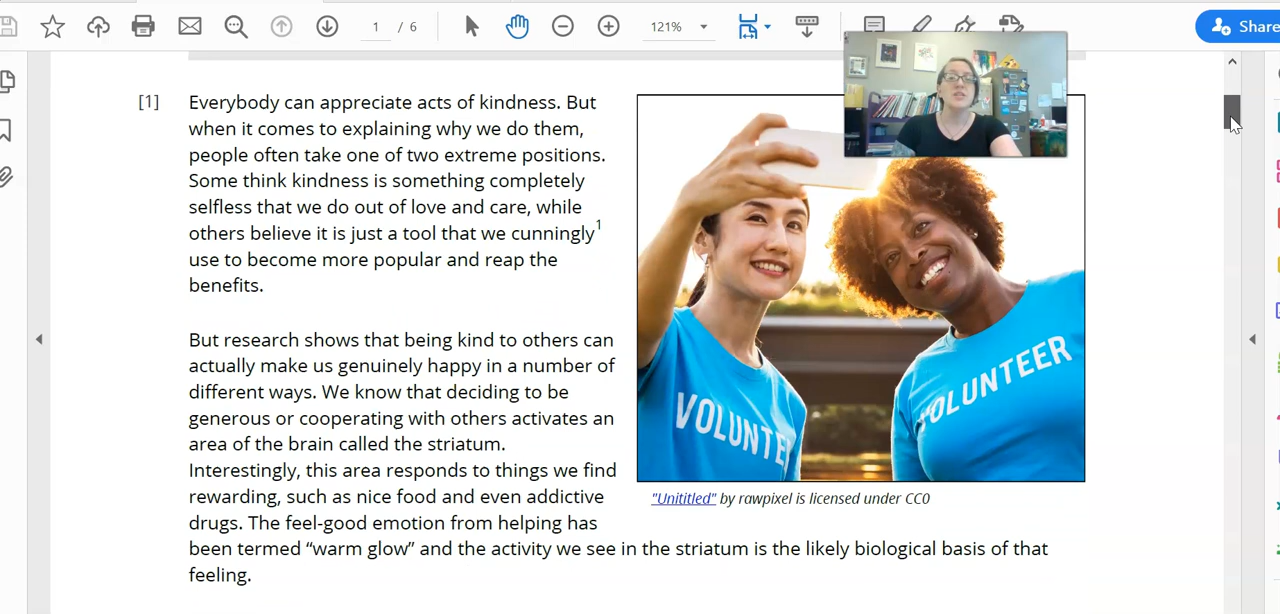 1 / 6
121%
Share
[1]
Everybody can appreciate acts of kindness. But
when it comes to explaining why we do them,
people often take one of two extreme positions.
Some think kindness is something completely
selfless that we do out of love and care, while
others believe it is just a tool that we cunningly1
use to become more popular and reap the
benefits.
But research shows that being kind to others can
actually make us genuinely happy in a number of
different ways. We know that deciding to be
generous or cooperating with others activates an
area of the brain called the striatum.
Interestingly, this area responds to things we find
rewarding, such as nice food and even addictive
drugs. The feel-good emotion from helping has
been termed “warm glow” and the activity we see in the striatum is the likely biological basis of that
feeling.
VOLUNTEE
VOLUNTEER
"Unititled" by rawpixel is licensed under CC0